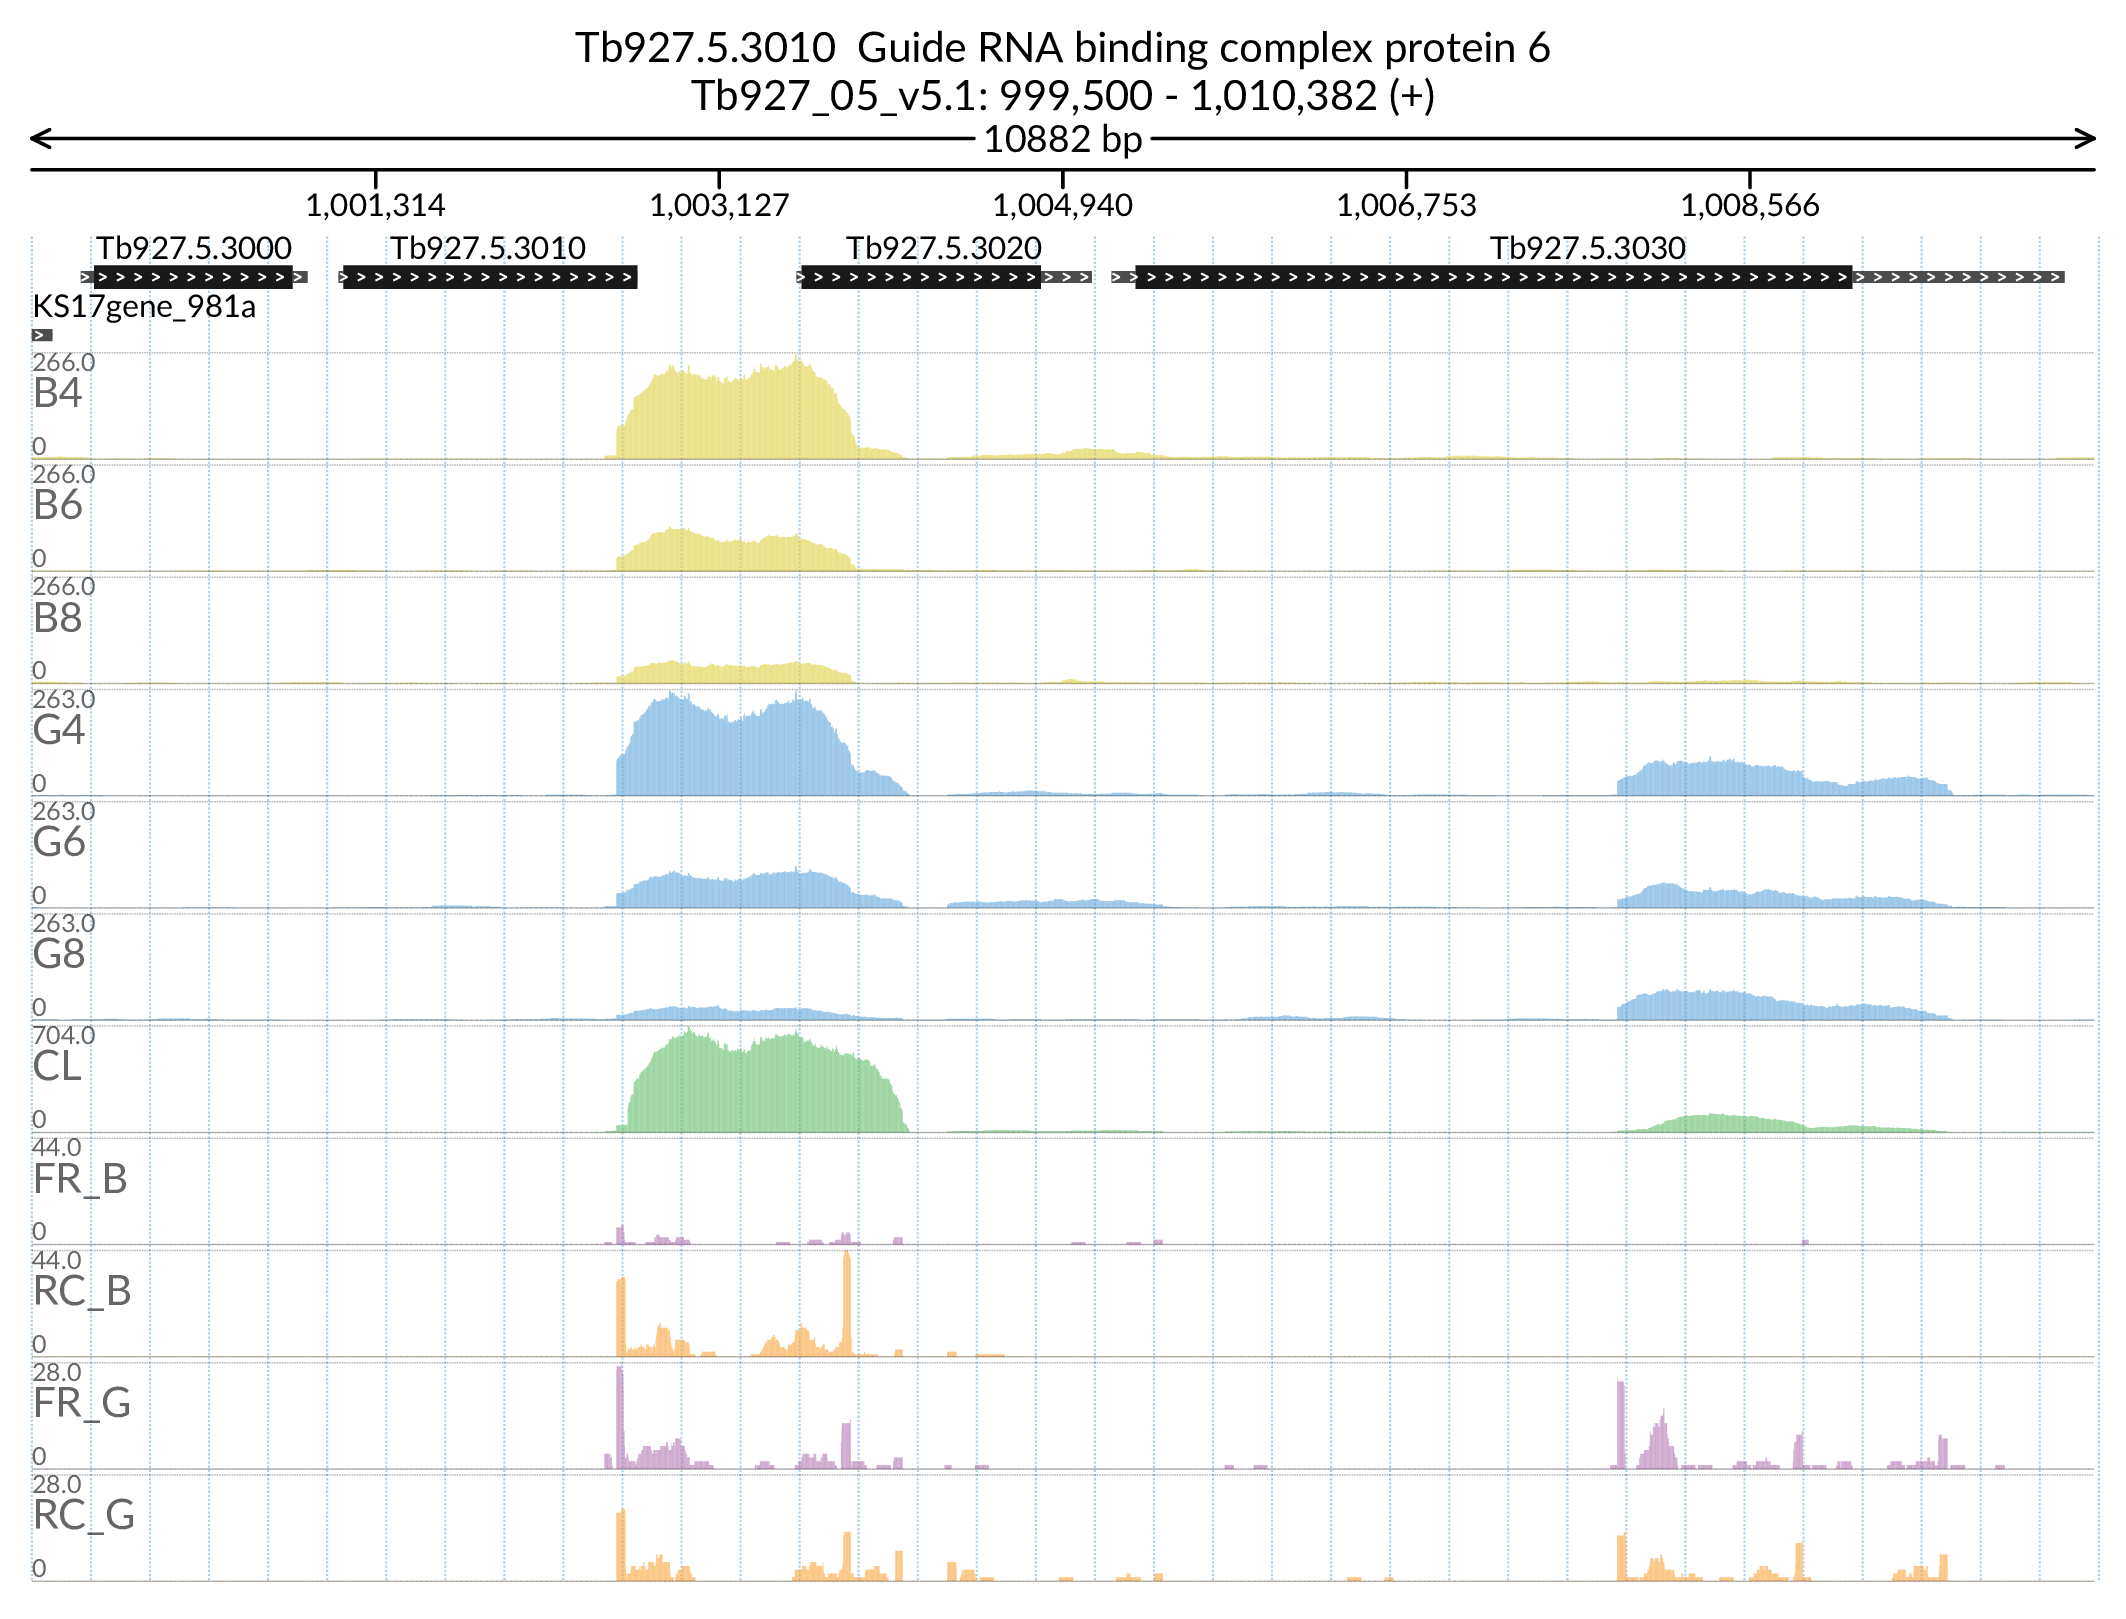 Tb927.5.3010  Guide RNA binding complex protein 6
Tb927_05_v5.1: 999,500 - 1,010,382 (+)
10882 bp
1,001,314 1,003,127 1,004,940 1,006,753 1,008,566
Tb927.5.3000 Tb927.5.3010 Tb927.5.3020 Tb927.5.3030
KS17gene_981a
266.0
B4
0
266.0
B6
0
266.0
B8
0
263.0
G4
0
263.0
G6
0
263.0
G8
0
704.0
CL
0
44.0
FR_B
0
44.0
RC_B
0
28.0
FR_G
0
28.0
RC_G
0